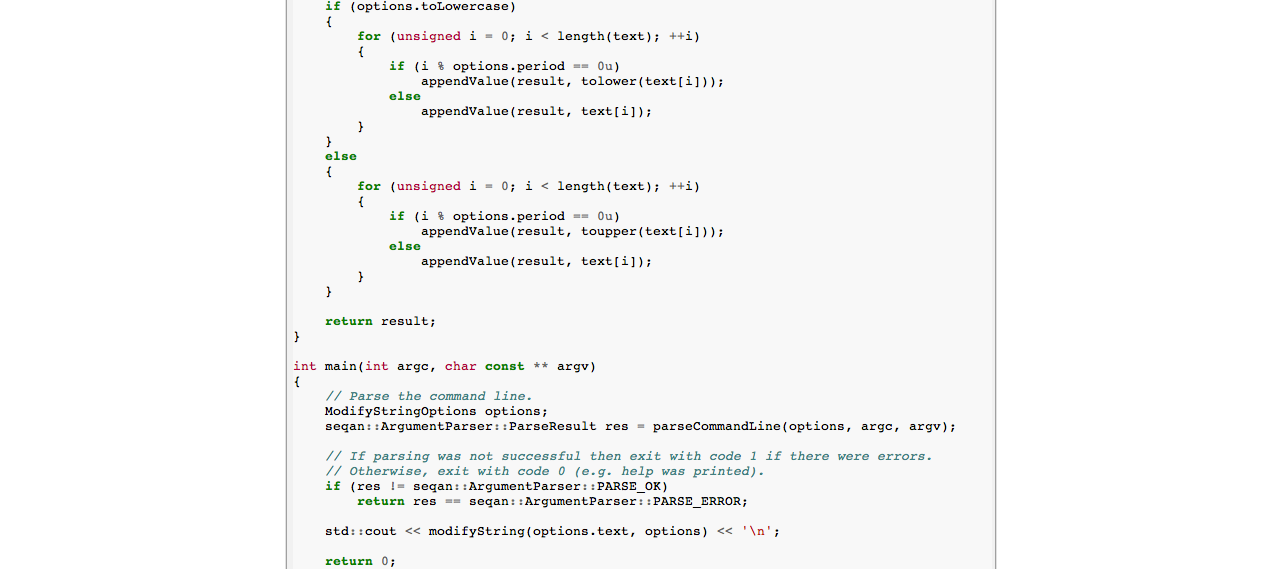 if (options.toLowercase)
    {
        for (unsigned i = 0; i < length(text); ++i)
        {
            if (i % options.period == 0u)
                appendValue(result, tolower(text[i]));
            else
                appendValue(result, text[i]);
        }
    }
    else
    {
        for (unsigned i = 0; i < length(text); ++i)
        {
            if (i % options.period == 0u)
                appendValue(result, toupper(text[i]));
            else
                appendValue(result, text[i]);
        }
    }

    return result;
}

int main(int argc, char const ** argv)
{
    // Parse the command line.
    ModifyStringOptions options;
    seqan::ArgumentParser::ParseResult res = parseCommandLine(options, argc, argv);

    // If parsing was not successful then exit with code 1 if there were errors.
    // Otherwise, exit with code 0 (e.g. help was printed).
    if (res != seqan::ArgumentParser::PARSE_OK)
        return res == seqan::ArgumentParser::PARSE_ERROR;

    std::cout << modifyString(options.text, options) << '\n';

    return 0;